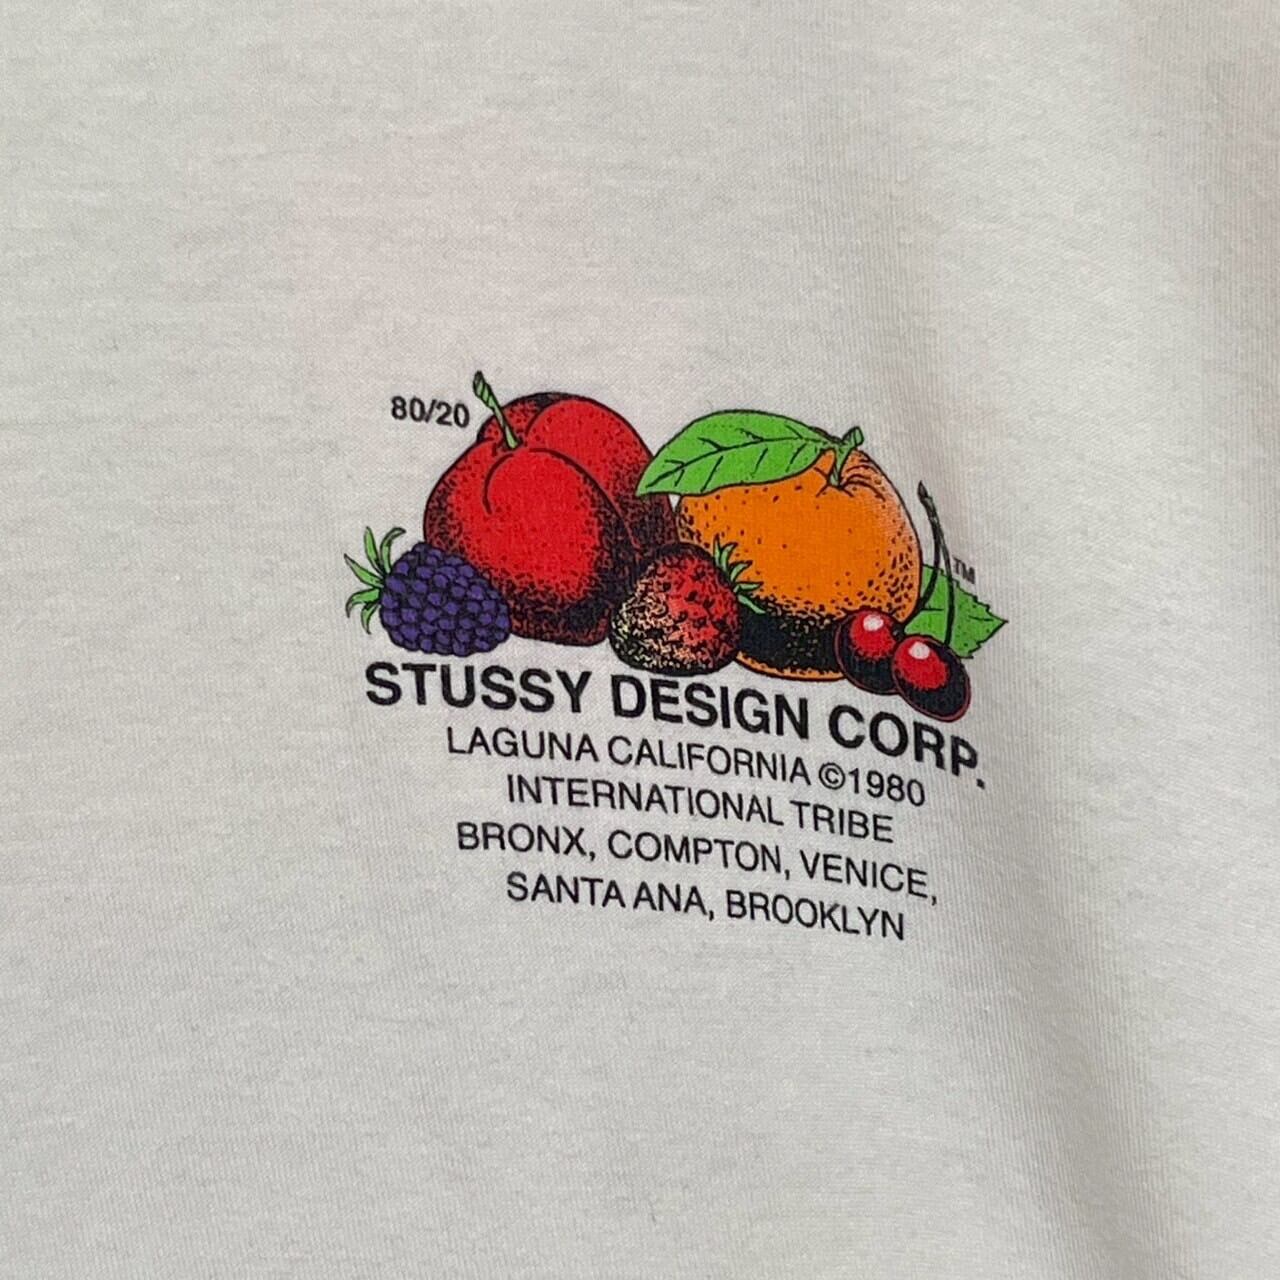 80/20
TM
STUSSY DESIGN CORP.
LAGUNA CALIFORNIA ©1980
INTERNATIONAL TRIBE
BRONX, COMPTON, VENICE,
SANTA ANA, BROOKLYN